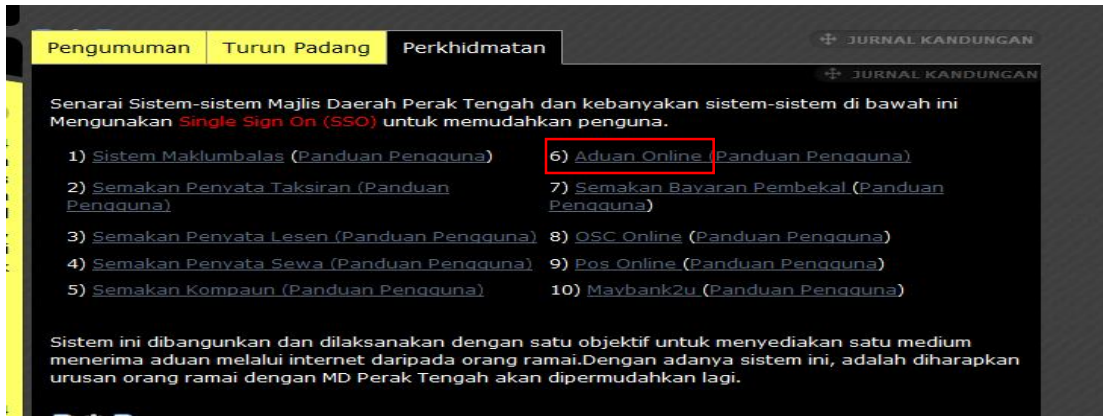 Pengumuman Turun Padang Perkhidmatan JURNAL KANDUNGAN
JURNAL KANDUNGAN
Senarai Sistem-sistem Majlis Daerah Perak Tengah dan kebanyakan sistem-sistem di bawah ini
Mengunakan Single Sign On (SSO) untuk memudahkan penguna.
1) Sistem Maklumbalas (Panduan Pengguna)
2) Semakan Penyata Taksiran (Panduan
Pengguna)
3) Semakan Penyata Lesen (Panduan Pengguna)
4) Semakan Penyata Sewa (Panduan Pengguna)
5) Semakan Kompaun (Panduan Pengguna)
6) Aduan Online (Panduan Pengguna)
7) Semakan Bayaran Pembekal (Panduan
Pengguna)
8) OSC Online (Panduan Pengguna)
9) Pos Online (Panduan Pengguna)
10) Maybank2u (Panduan Pengguna)
Sistem ini dibangunkan dan dilaksanakan dengan satu objektif untuk menyediakan satu medium
menerima aduan melalui internet daripada orang ramai.Dengan adanya sistem ini, adalah diharapkan
urusan orang ramai dengan MD Perak Tengah akan dipermudahkan lagi.